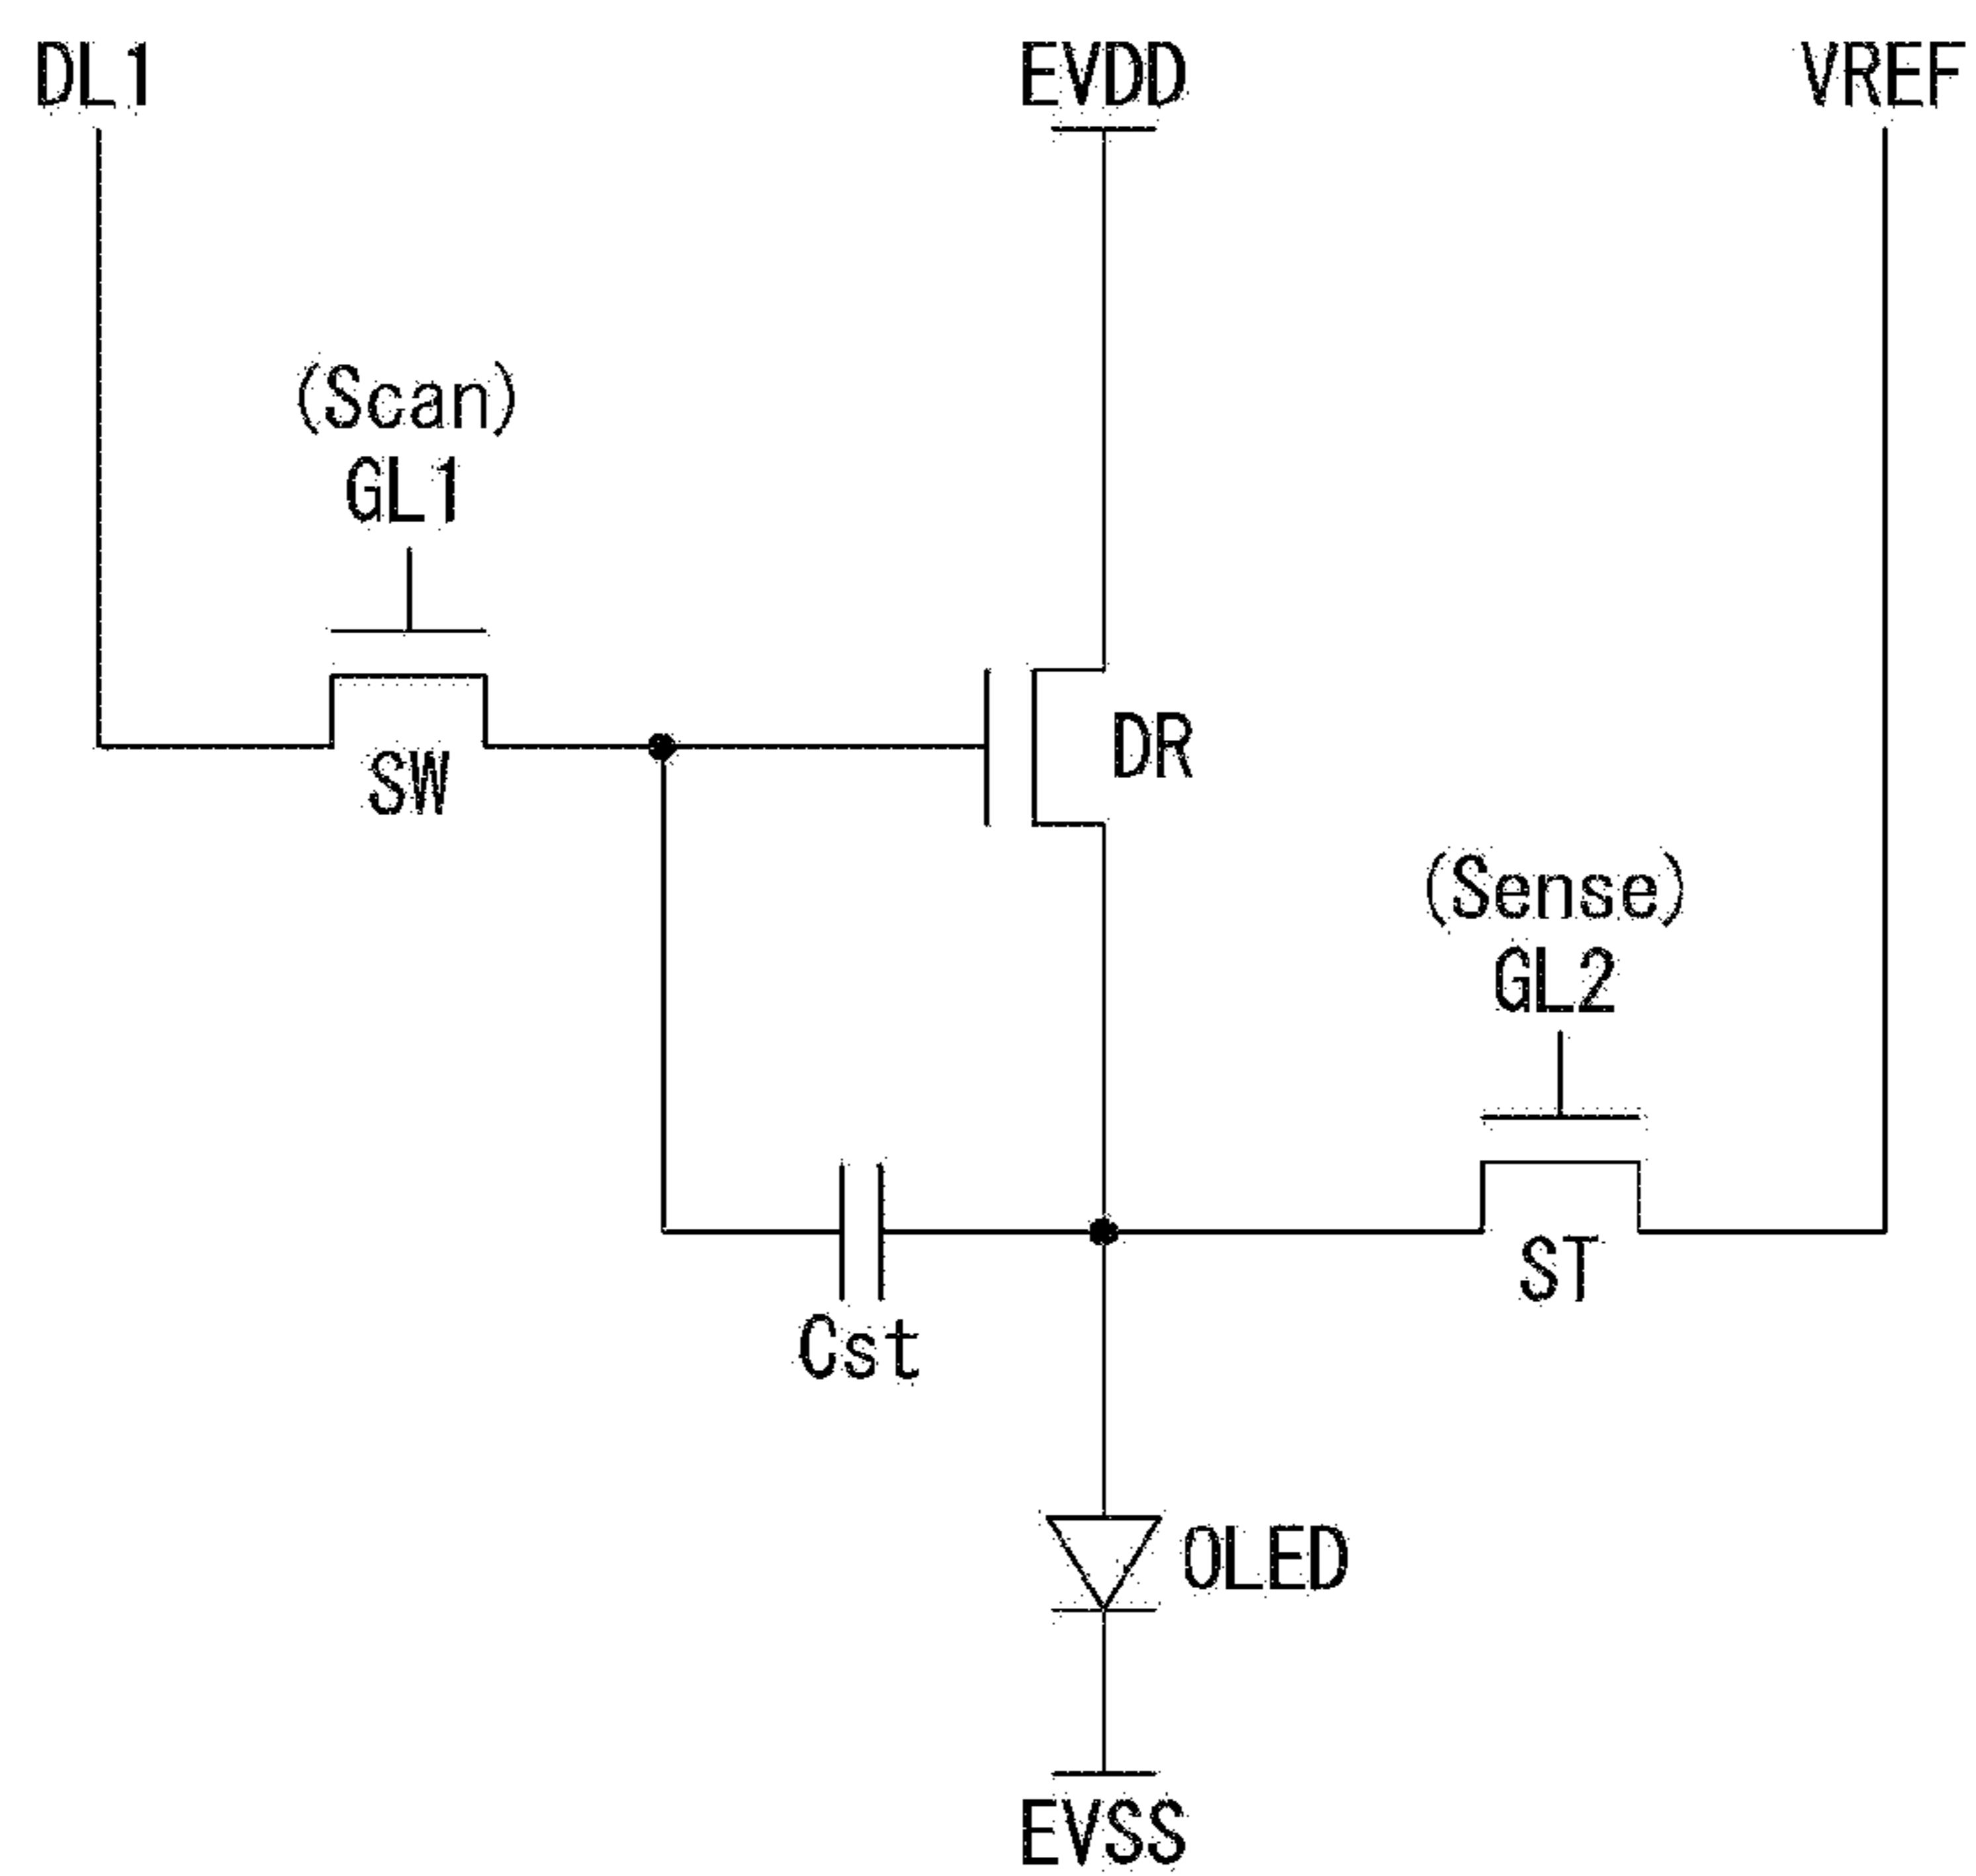 DL1
EVDD
VREF
(Scan)
GL1
SW
DR
(Sense)
GL2
ST
Cst
OLED
EVSS